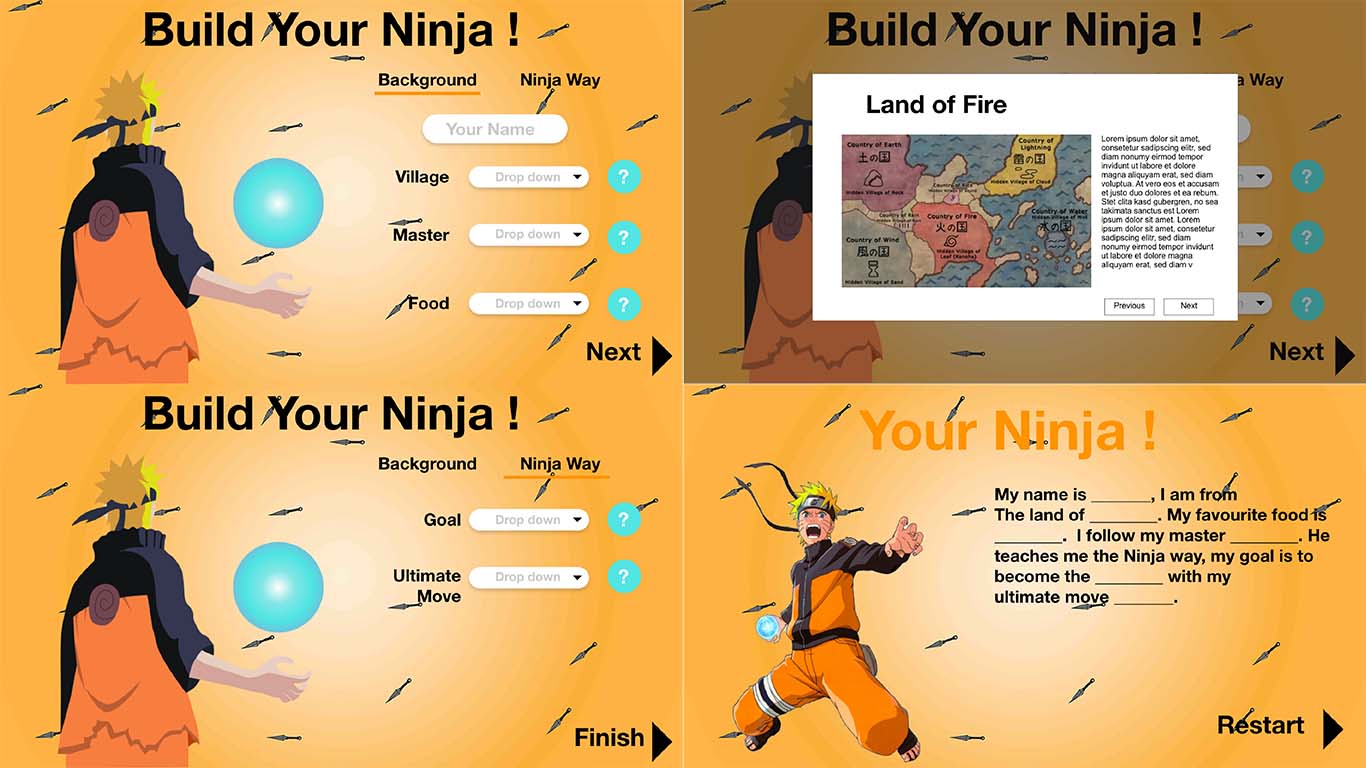 Build Your Ninja !
Background
Ninja Way
Your Name
Village
Drop down
?
Master
Drop down
?
Food
Drop down
?
Next
Build Your Ninja !
a Way
Land of Fire
Country of Earth
土の国
Hidden Village of Rock
Country of Lightning
雷の国
Hidden Village of Cloud
Country of Rain
Country of Fire
火の国
Hidden Village of
Leaf (Konoha)
Country of Water
水の国
Country of Wind
風の国
Hidden Village of Sand
Lorem ipsum dolor sit amet,
consetetur sadipscing elitr, sed
diam nonumy eirmod tempor
invidunt ut labore et dolore
magna aliquyam erat, sed diam
voluptua. At vero eos et accusam
et justo duo dolores et ea rebum.
Stet clita kasd gubergren, no sea
takimata sanctus est Lorem
ipsum dolor sit amet. Lorem
ipsum dolor sit amet, consetetur
sadipscing elitr, sed diam
nonumy eirmod tempor invidunt
ut labore et dolore magna
aliquyam erat, sed diam v
Previous
Next
n
?
n
?
n
?
Next
Build Your Ninja !
Background
Ninja Way
Goal
Drop down
?
Ultimate
Move
Drop down
?
Finish
Your Ninja !
My name is _______, I am from
The land of ________. My favourite food is
________.  I follow my master ________. He
teaches me the Ninja way, my goal is to
become the ________ with my
ultimate move _______.
Restart